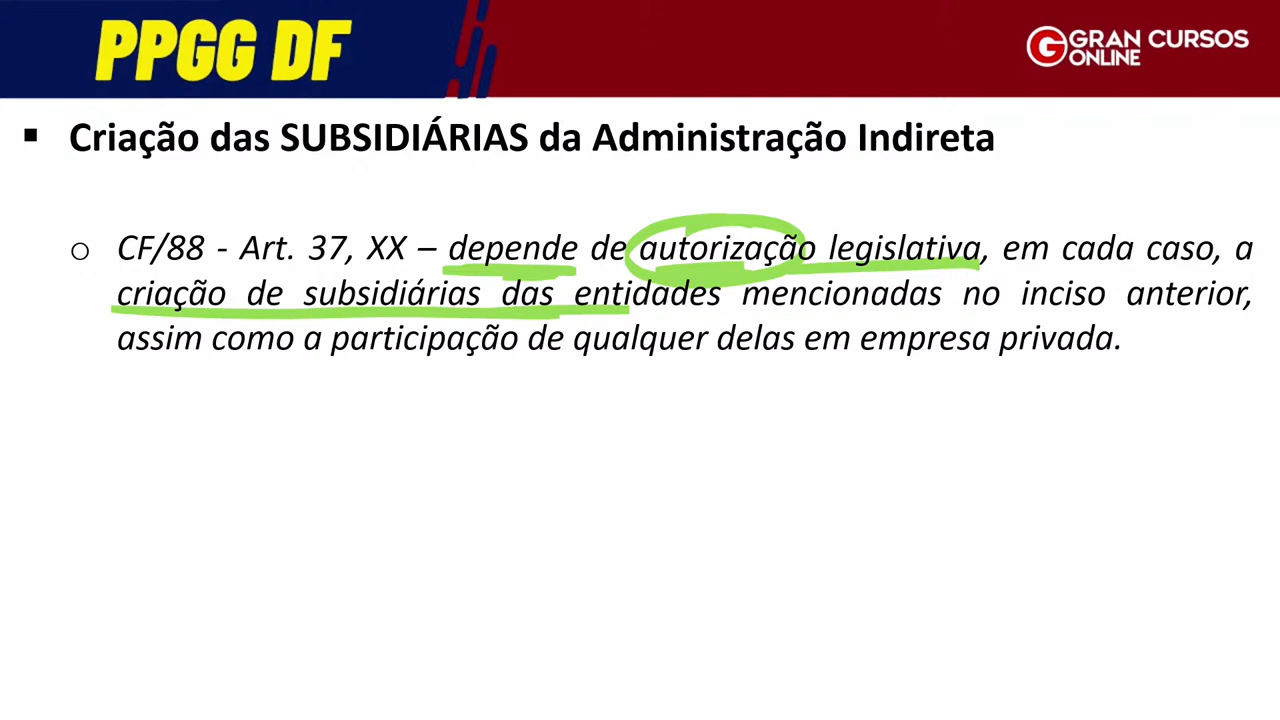 PPGG DF
GRAN CURSOS
ONLINE
▪ Criação das SUBSIDIÁRIAS da Administração Indireta
o CF/88 - Art. 37, XX – depende de autorização legislativa, em cada caso, a
criação de subsidiárias das entidades mencionadas no inciso anterior,
assim como a participação de qualquer delas em empresa privada.